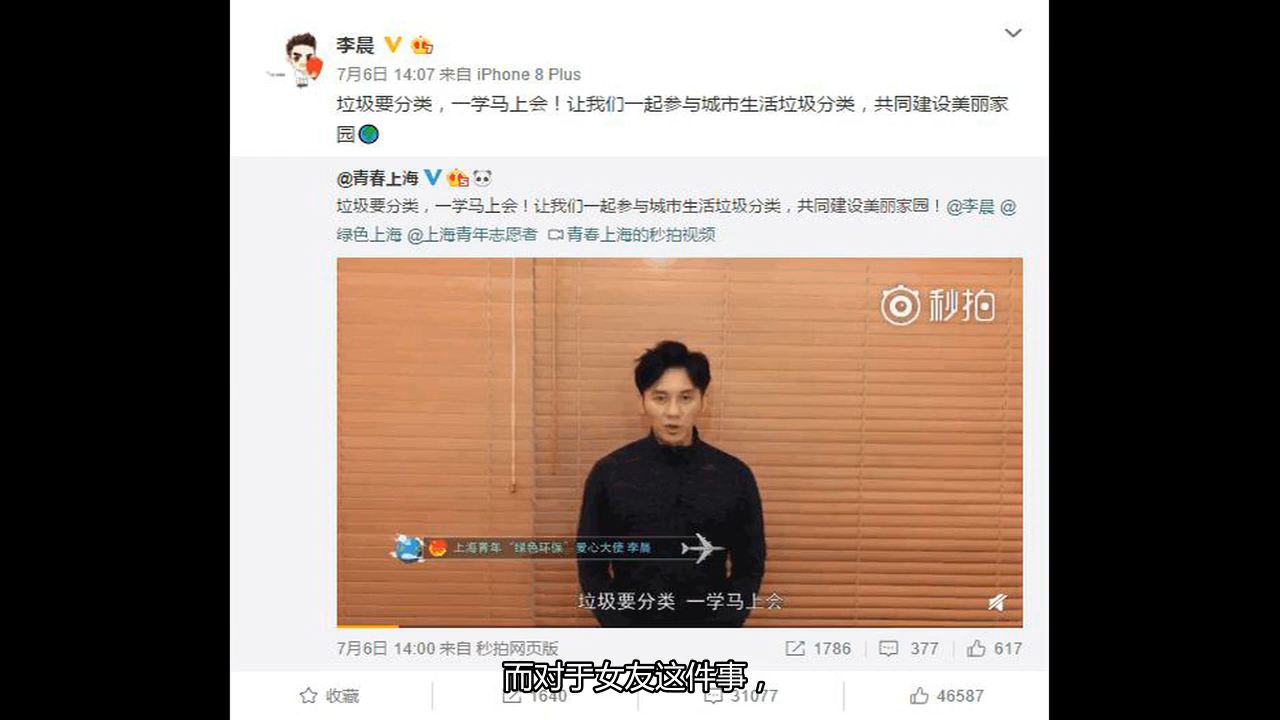 李晨
7月6日 14:07 来自 iPhone 8 Plus
垃圾要分类，一学马上会！让我们一起参与城市生活垃圾分类，共同建设美丽家
园
@青春上海
垃圾要分类，一学马上会！让我们一起参与城市生活垃圾分类，共同建设美丽家园！@李晨 @
绿色上海 @上海青年志愿者 青春上海的秒拍视频
秒拍
上海青年“绿色环保”爱心大使 李晨
垃圾要分类 一学马上会
7月6日 14:00 来自 秒拍网页版 1786 377 617
而对于女友这件事，
收藏 1640 31077 46587